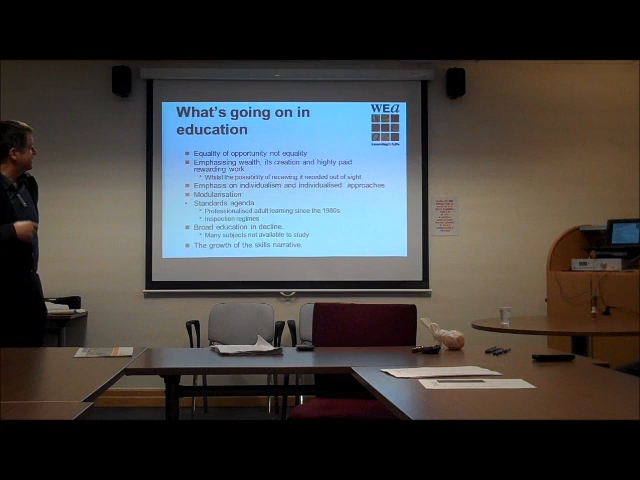 What's going on in
education
WEA
Learning for Life
Equality of opportunity not equality
Emphasising wealth, its creation and highly paid
rewarding work
Whilst the possibility of receiving it receded out of sight
Emphasis on individualism and individualised approaches
Modularisation
Standards agenda
Professionalised adult learning since the 1980s
Inspection regimes
Broad education in decline.
Many subjects not available to study
The growth of the skills narrative.